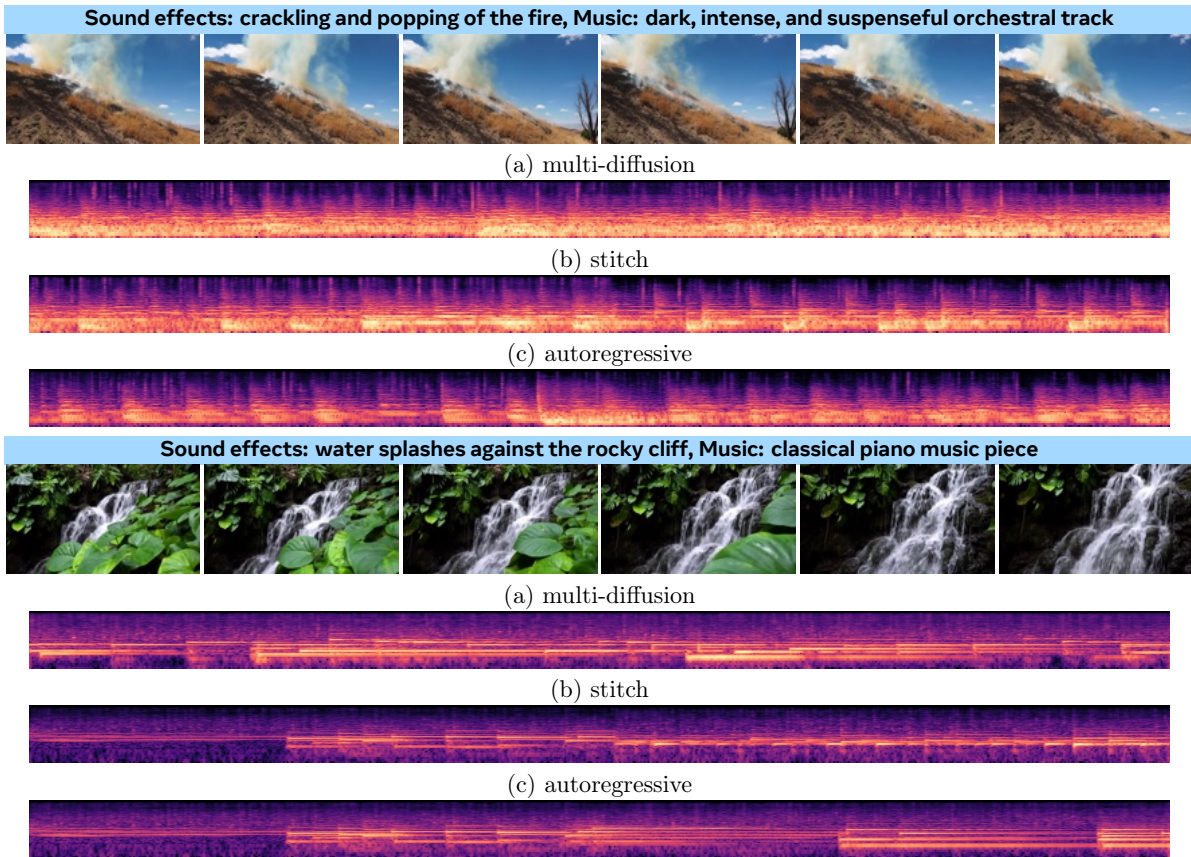 Sound effects: crackling and popping of the fire, Music: dark, intense, and suspenseful orchestral track
(a) multi-diffusion
(b) stitch
(c) autoregressive
Sound effects: water splashes against the rocky cliff, Music: classical piano music piece
(a) multi-diffusion
(b) stitch
(c) autoregressive